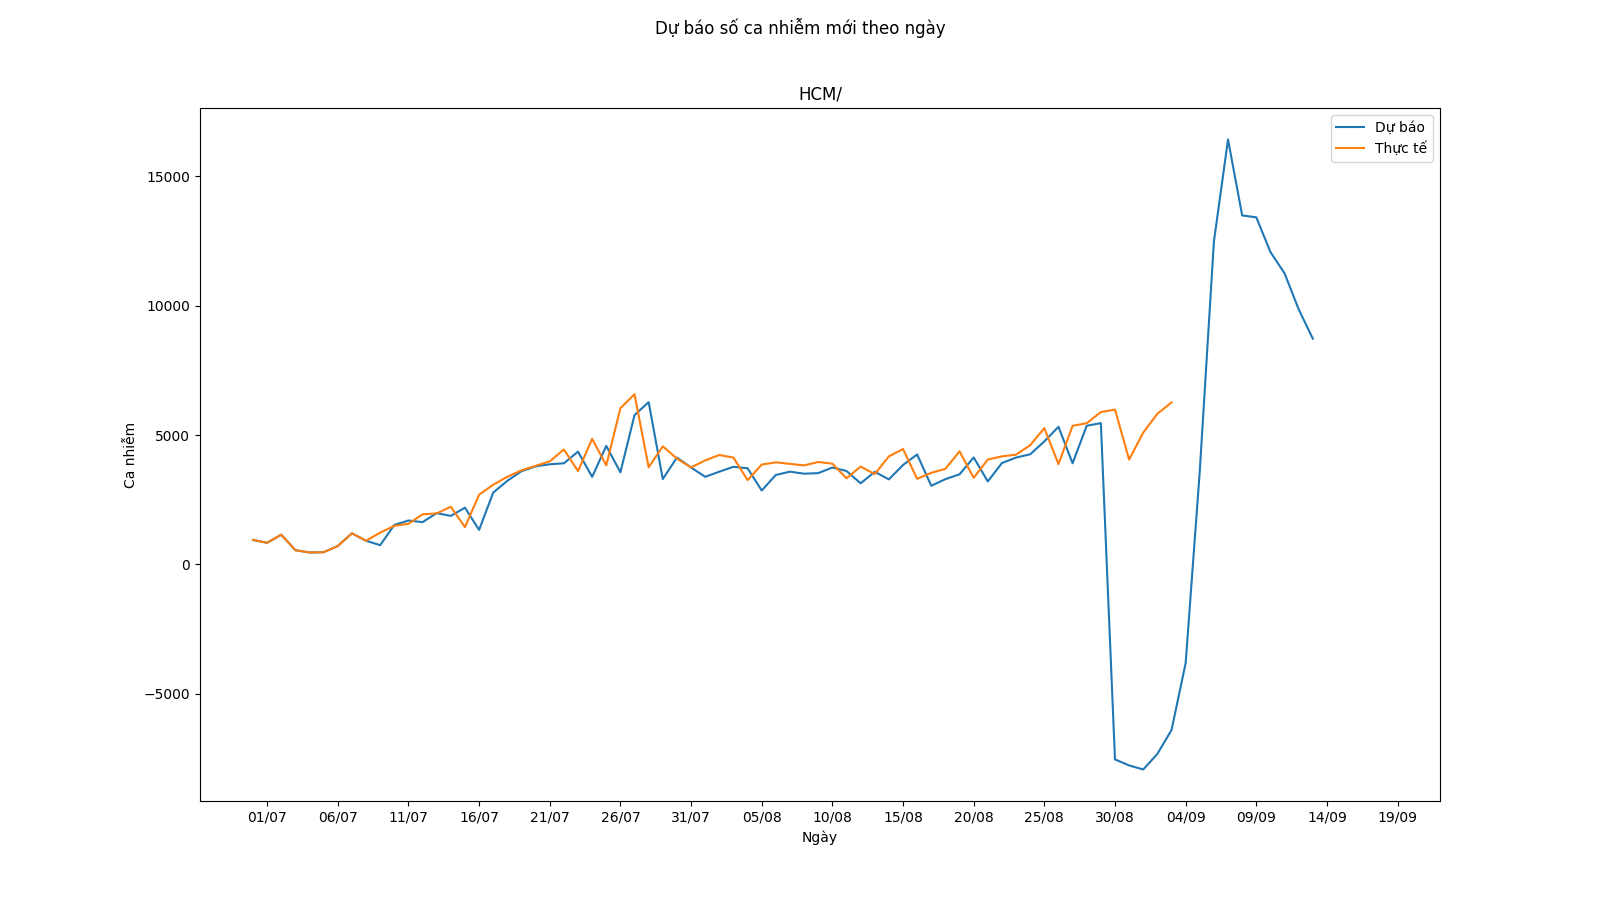 Dự báo số ca nhiễm mới theo ngày
HCM/
Dự báo
Thực tế
15000
10000
5000
0
−5000
Ca nhiễm
01/07 06/07 11/07 16/07 21/07 26/07 31/07 05/08 10/08 15/08 20/08 25/08 30/08 04/09 09/09 14/09 19/09
Ngày